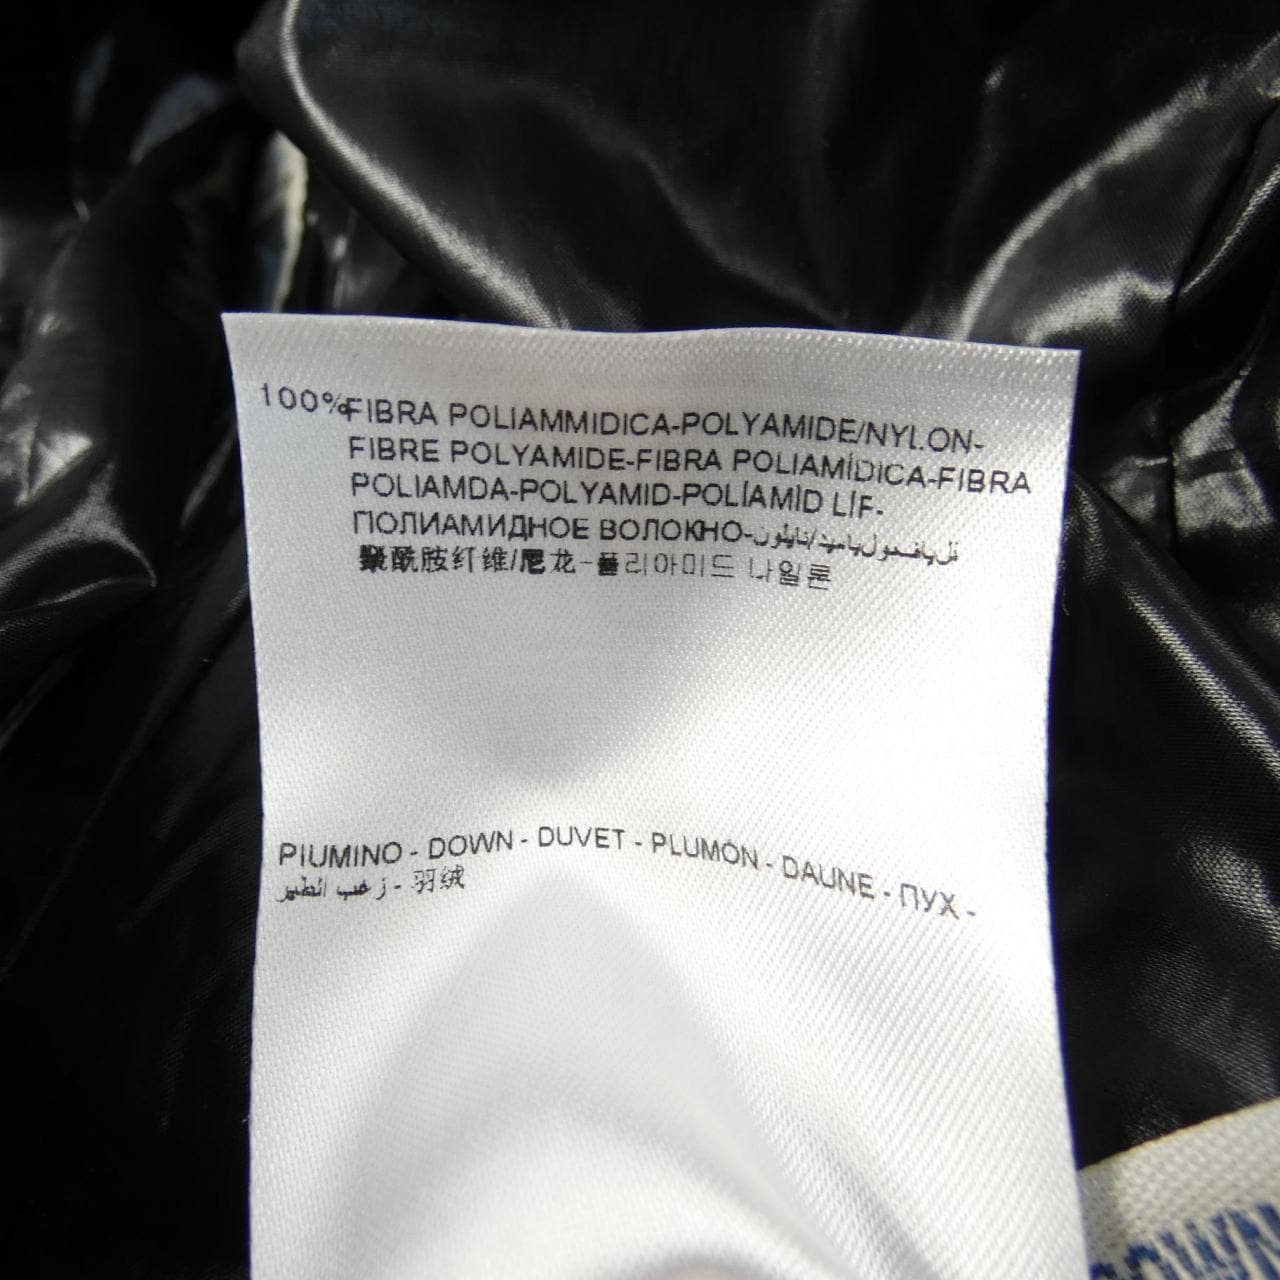 100%FIBRA POLIAMMIDICA-POLYAMIDE/NYLON-
FIBRE POLYAMIDE-FIBRA POLIAMÍDICA-FIBRA
POLIAMDA-POLYAMID-POLİAMİD LİF-
ПОЛИАМИДНОЕ ВОЛОКНО-
聚酰胺纤维/尼龙-폴리아미드 나일론
PIUMINO - DOWN - DUVET - PLUMÓN - DAUNE - ПУХ -
زغب الطير - 羽绒